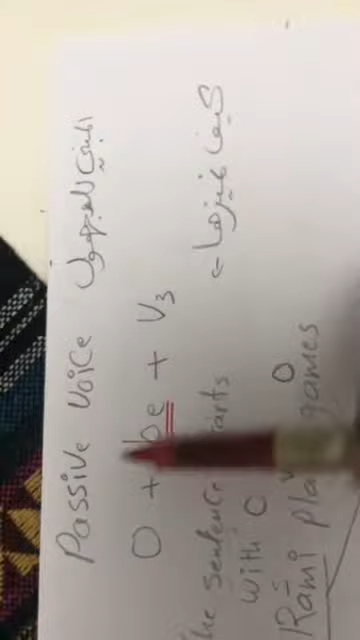 Passive Voice المبني للمجهول
O + be + V3
كيف نميزها
The sentence starts
with O
S O
Rami plays games